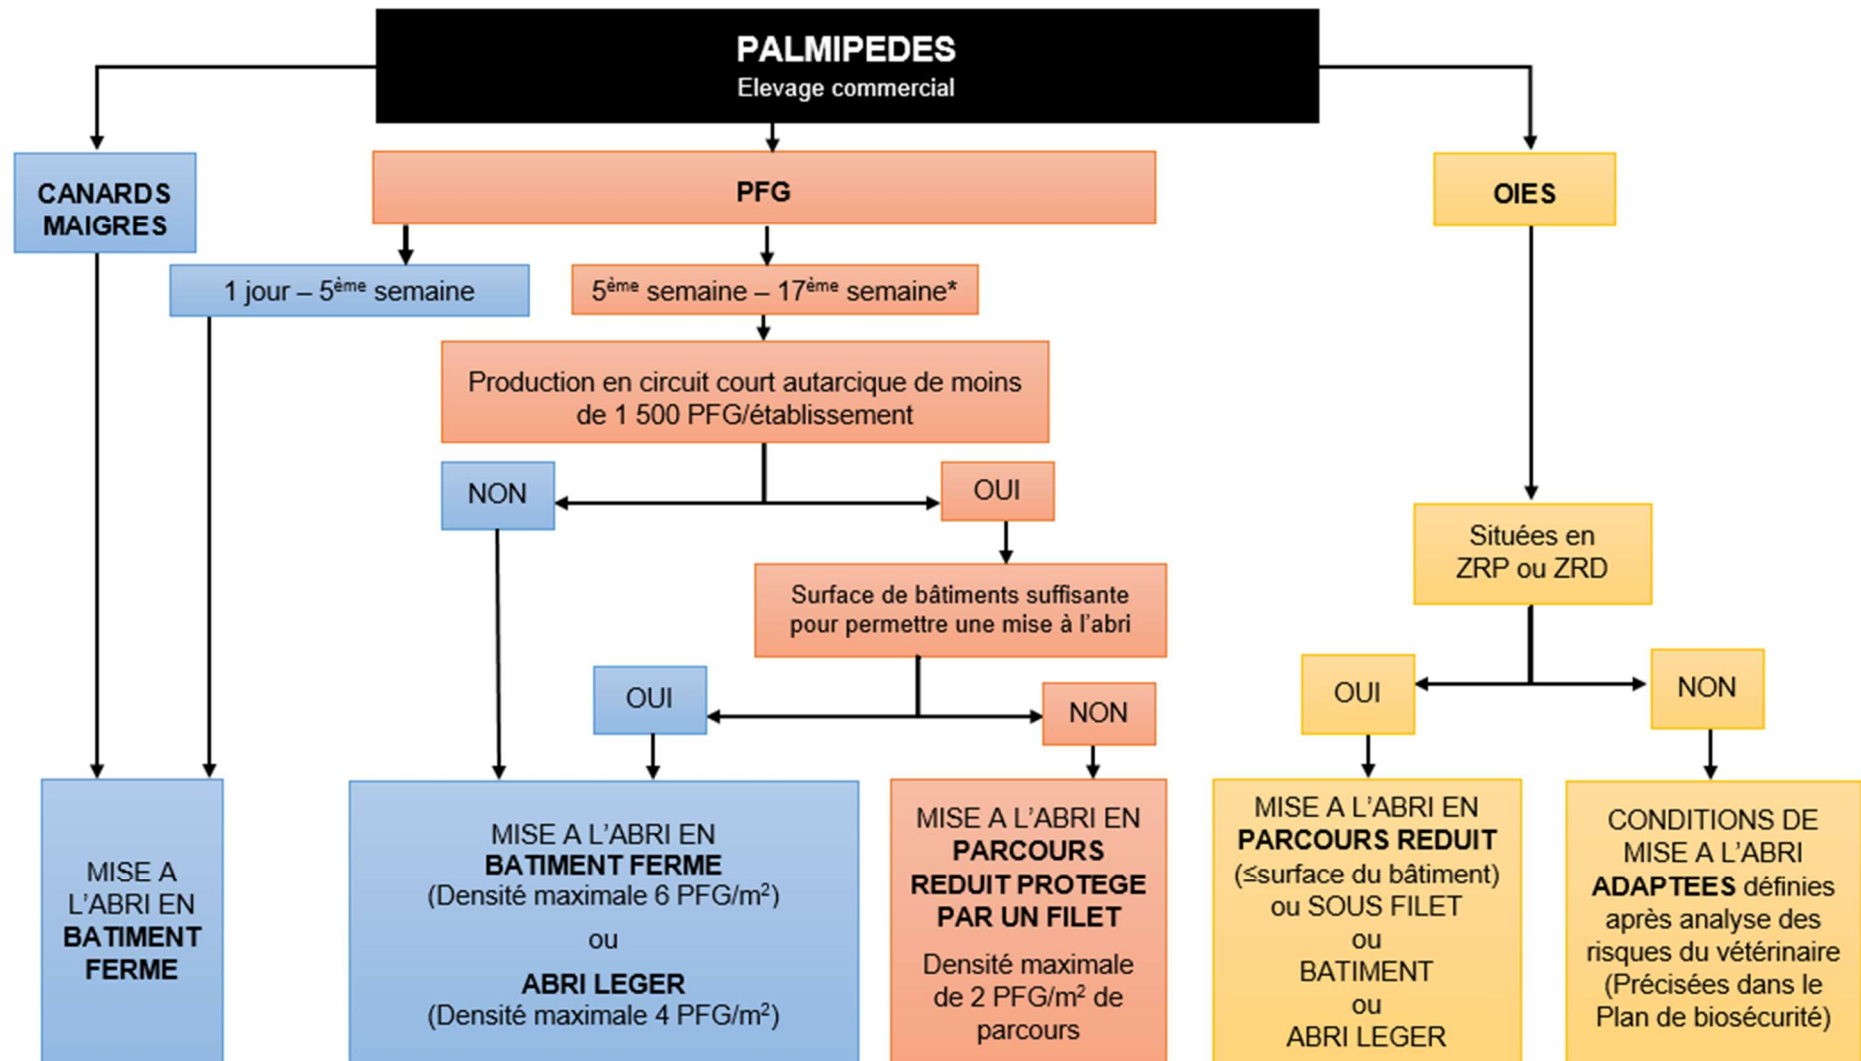 PALMIPEDES
Elevage commercial
CANARDS
MAIGRES
PFG
OIES
1 jour – 5ème semaine
5ème semaine – 17ème semaine*
Production en circuit court autarcique de moins
de 1 500 PFG/établissement
NON
OUI
Situées en
ZRP ou ZRD
Surface de bâtiments suffisante
pour permettre une mise à l'abri
OUI
NON
OUI
NON
MISE A
L'ABRI EN
BATIMENT
FERME
MISE A L'ABRI EN
BATIMENT FERME
(Densité maximale 6 PFG/m²)
ou
ABRI LEGER
(Densité maximale 4 PFG/m²)
MISE A L'ABRI EN
PARCOURS
REDUIT PROTEGE
PAR UN FILET
Densité maximale
de 2 PFG/m² de
parcours
MISE A L'ABRI EN
PARCOURS REDUIT
(≤surface du bâtiment)
ou SOUS FILET
ou
BATIMENT
ou
ABRI LEGER
CONDITIONS DE
MISE A L'ABRI
ADAPTEES définies
après analyse des
risques du vétérinaire
(Précisées dans le
Plan de biosécurité)